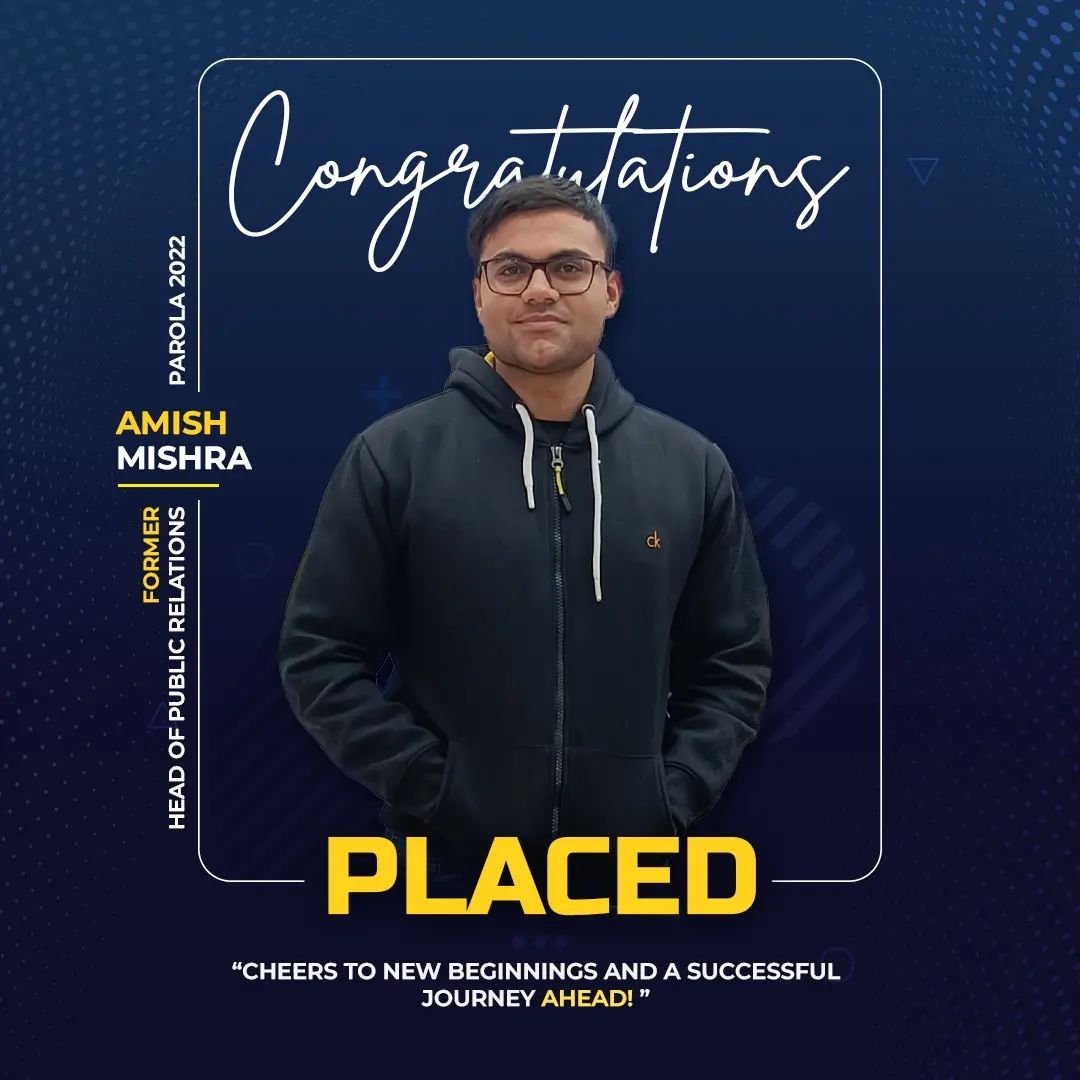 Congratulations
PAROLA 2022
AMISH
MISHRA
FORMER
HEAD OF PUBLIC RELATIONS
ck
PLACED
“CHEERS TO NEW BEGINNINGS AND A SUCCESSFUL
JOURNEY AHEAD! ”